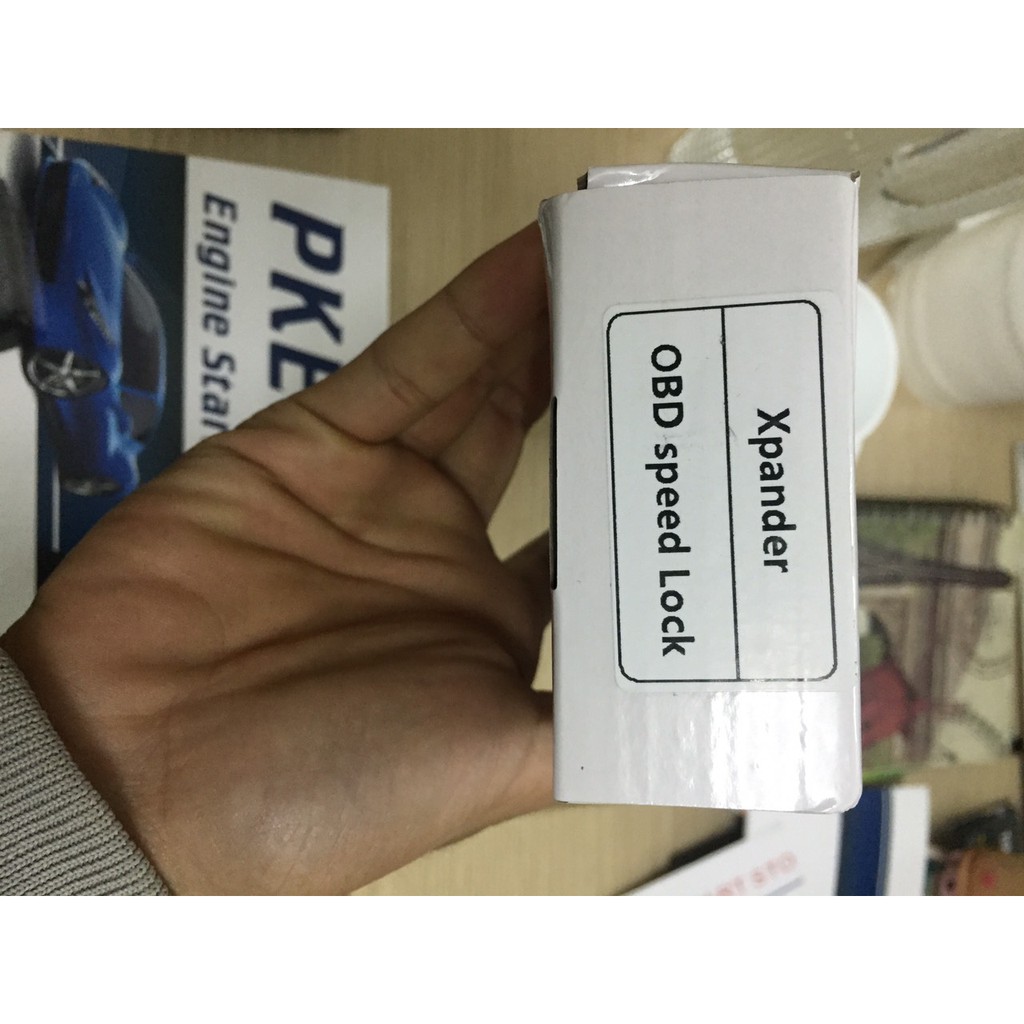 Xpander
OBD speed Lock
PKE
Engine Star